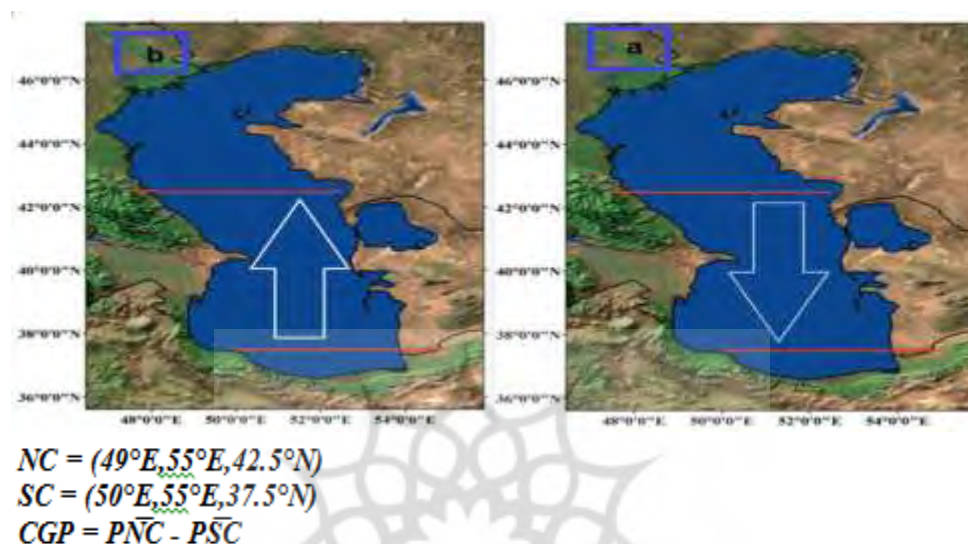 b
46°0'0"N
44°0'0"N
42°0'0"N
40°0'0"N
38°0'0"N
36°0'0"N
48°0'0"E 50°0'0"E 52°0'0"E 54°0'0"E
a
46°0'0"N
44°0'0"N
42°0'0"N
40°0'0"N
38°0'0"N
36°0'0"N
48°0'0"E 50°0'0"E 52°0'0"E 54°0'0"E
NC = (49°E,55°E,42.5°N)
SC = (50°E,55°E,37.5°N)
CGP = PN̅C̅ - PS̅C̅